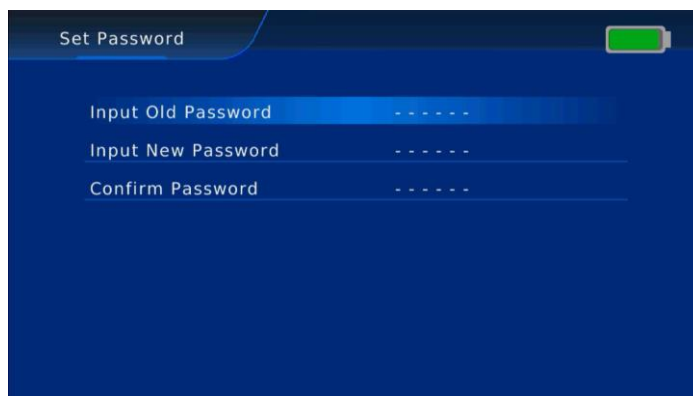 Set Password
Input Old Password - - - - - -
Input New Password - - - - - -
Confirm Password - - - - - -